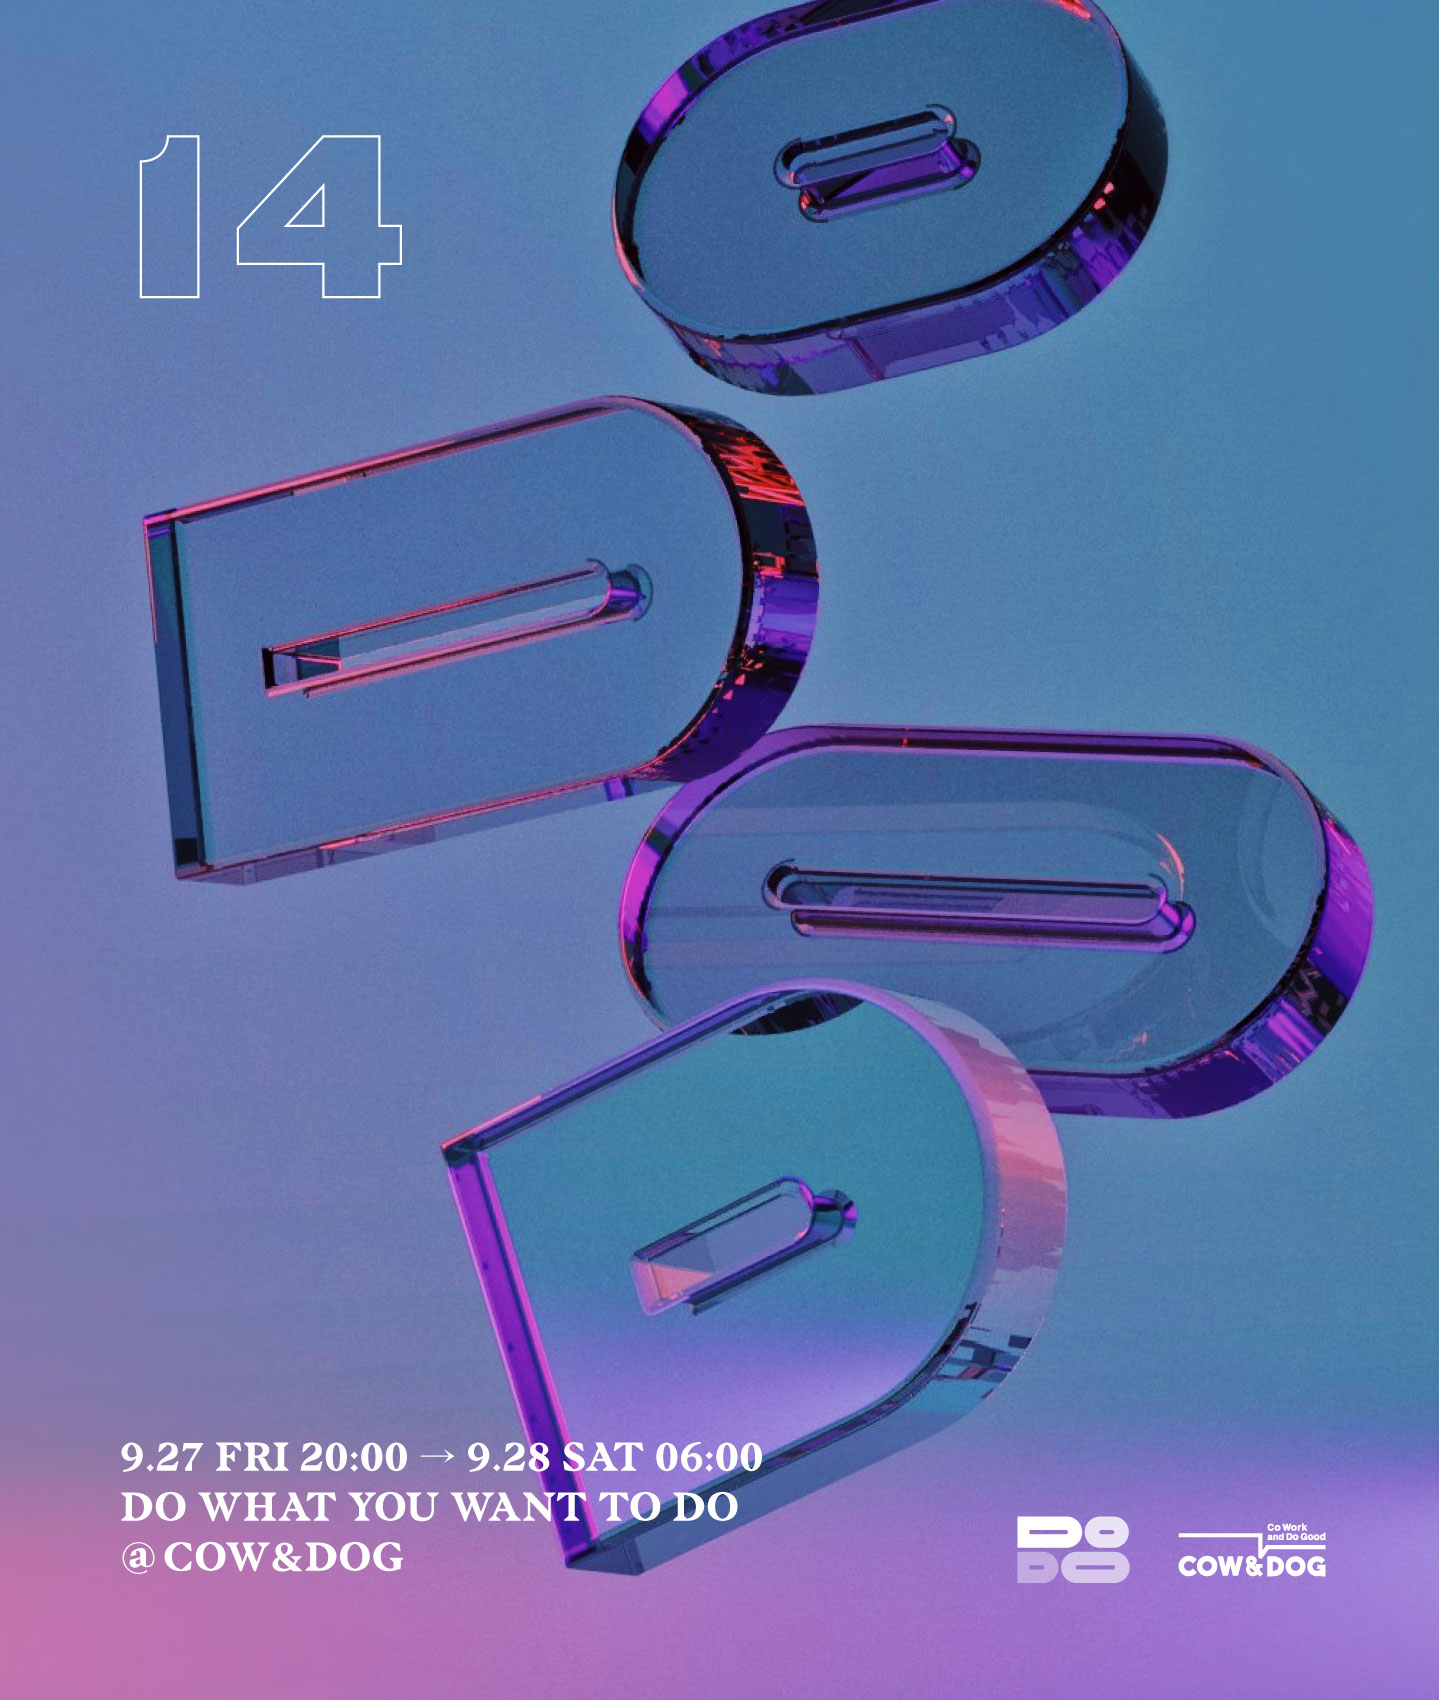 14
O
D
O
D
9.27 FRI 20:00 → 9.28 SAT 06:00
DO WHAT YOU WANT TO DO
@ COW&DOG
DO
DO
Co Work
and Do Good
COW&DOG